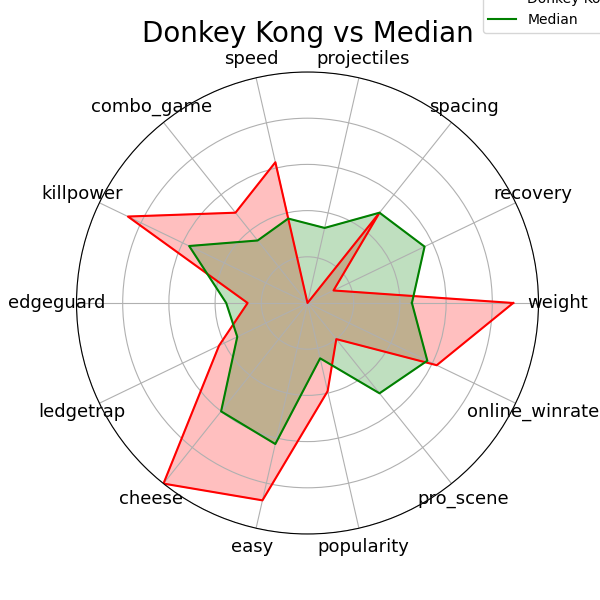 Donkey Kong vs Median
Median
speed
projectiles
combo_game
spacing
killpower
recovery
edgeguard
weight
ledgetrap
online_winrate
cheese
pro_scene
easy
popularity